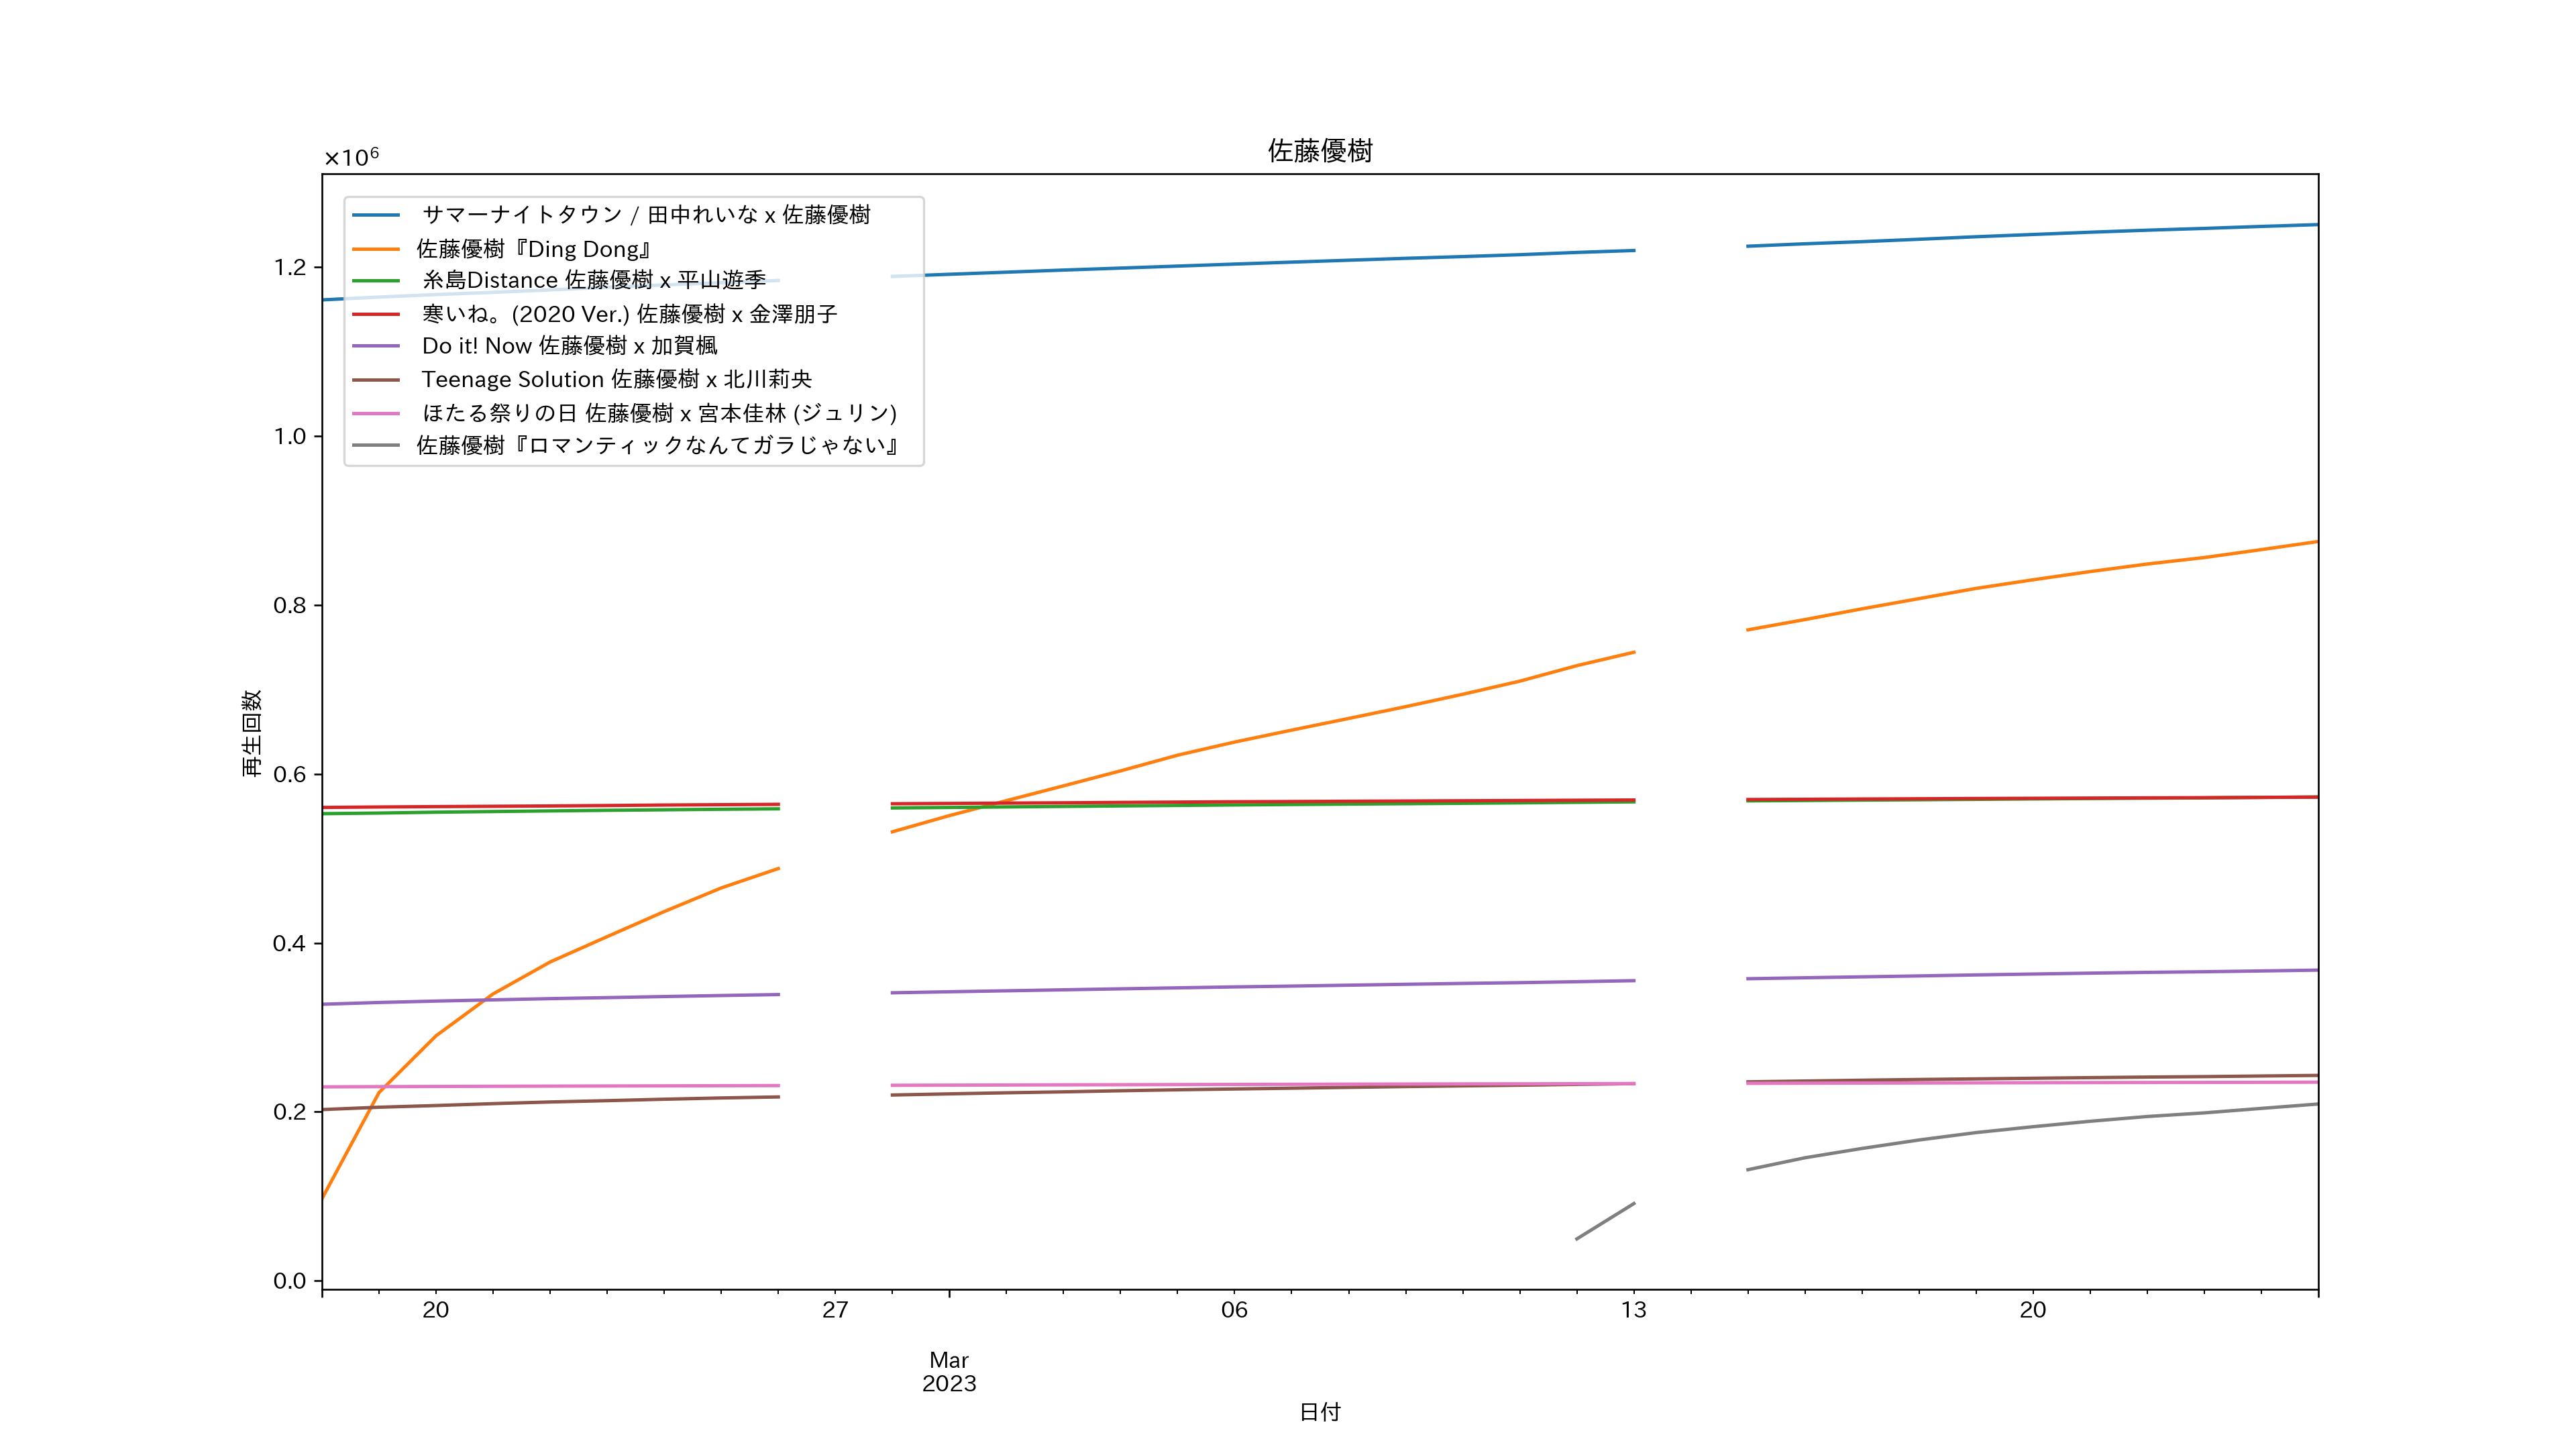 佐藤優樹
×10⁶
サマーナイトタウン / 田中れいな x 佐藤優樹
佐藤優樹『Ding Dong』
糸島Distance 佐藤優樹 x 平山遊季
寒いね。(2020 Ver.) 佐藤優樹 x 金澤朋子
Do it! Now 佐藤優樹 x 加賀楓
Teenage Solution 佐藤優樹 x 北川莉央
ほたる祭りの日 佐藤優樹 x 宮本佳林 (ジュリン)
佐藤優樹『ロマンティックなんてガラじゃない』
1.2
1.0
0.8
0.6
0.4
0.2
0.0
再生回数
20
27
06
13
20
Mar
2023
日付